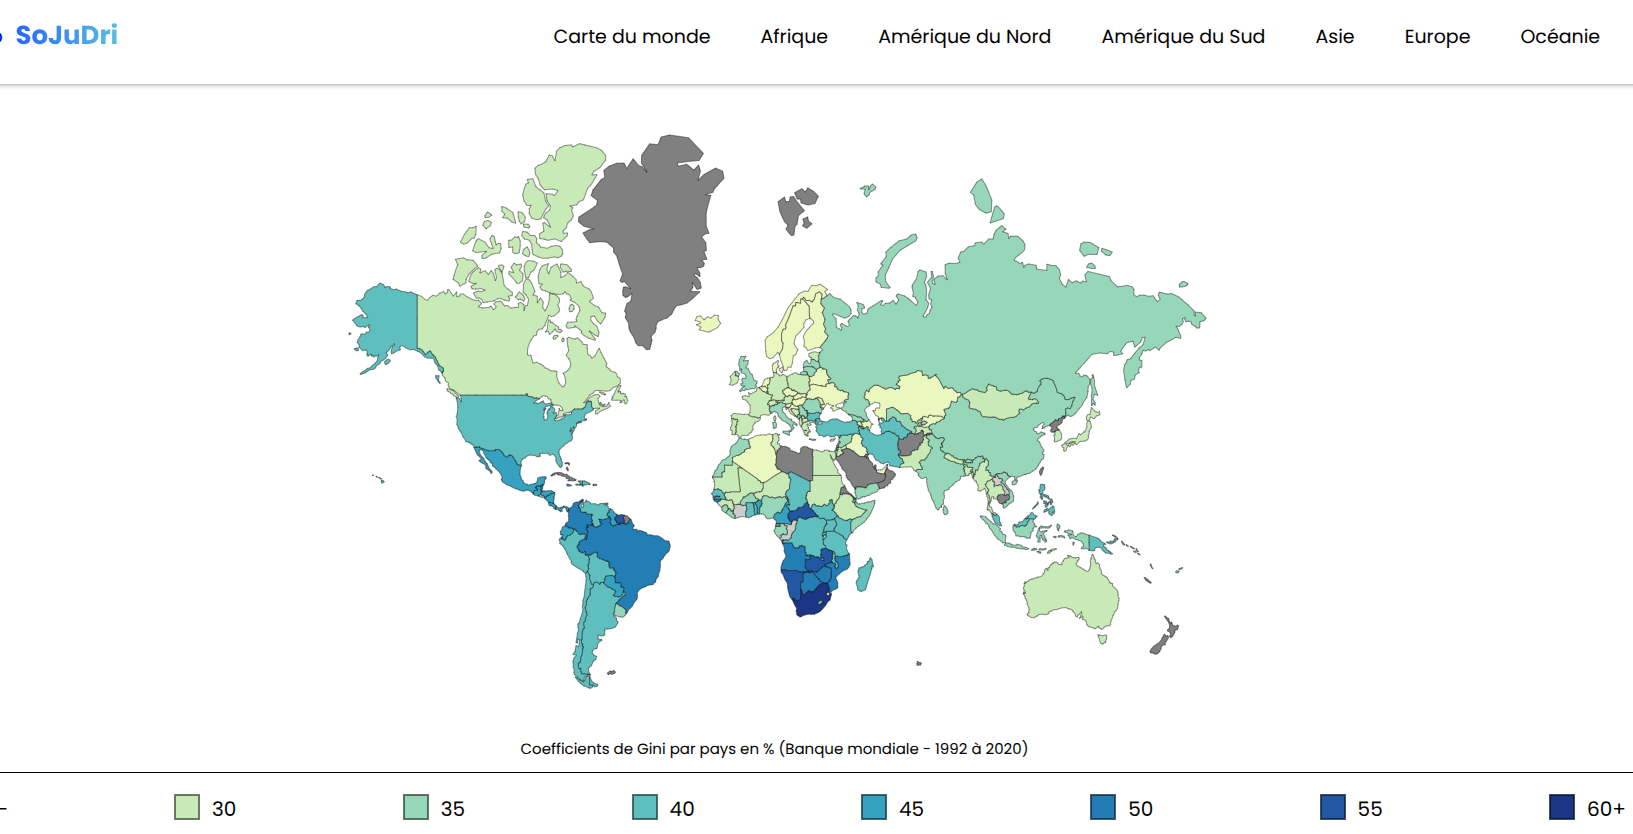 SoJuDri
Carte du monde Afrique Amérique du Nord Amérique du Sud Asie Europe Océanie
Coefficients de Gini par pays en % (Banque mondiale - 1992 à 2020)
30 35 40 45 50 55 60+